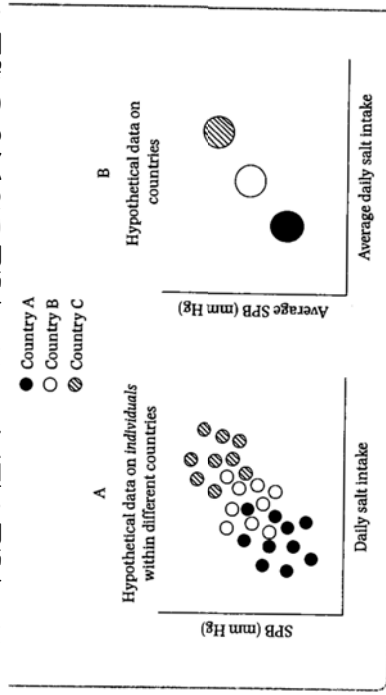 Country A
Country B
Country C
A
Hypothetical data on individuals
within different countries
SPB (mm Hg)
Daily salt intake
B
Hypothetical data on
countries
Average SPB (mm Hg)
Average daily salt intake